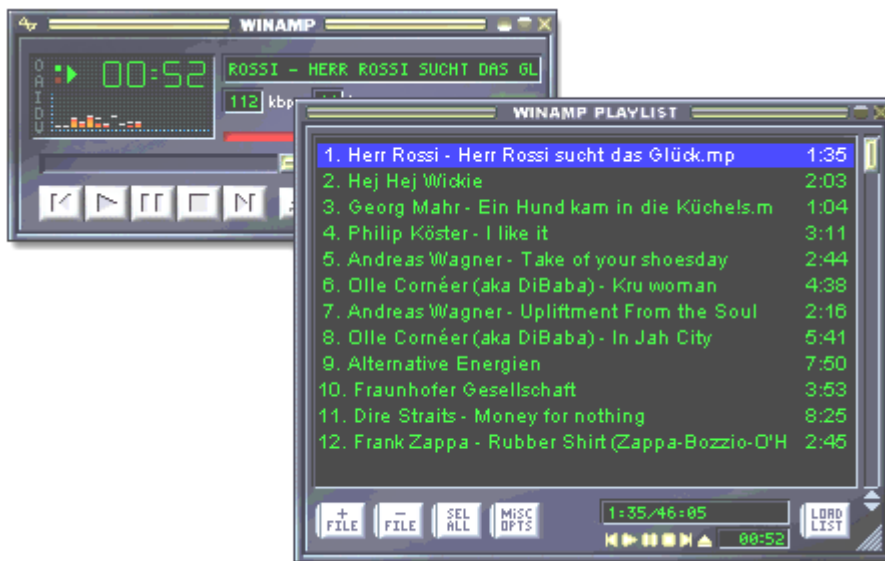 WINAMP
O
A
I
D
V
00:52
ROSSI - HERR ROSSI SUCHT DAS GL
112 kbp
WINAMP PLAYLIST
1. Herr Rossi - Herr Rossi sucht das Glück.mp 1:35
2. Hej Hej Wickie 2:03
3. Georg Mahr - Ein Hund kam in die Küche!s.m 1:04
4. Philip Köster - I like it 3:11
5. Andreas Wagner - Take of your shoesday 2:44
6. Olle Cornéer (aka DiBaba) - Kru woman 4:38
7. Andreas Wagner - Upliftment From the Soul 2:16
8. Olle Cornéer (aka DiBaba) - In Jah City 5:41
9. Alternative Energien 7:50
10. Fraunhofer Gesellschaft 3:53
11. Dire Straits - Money for nothing 8:25
12. Frank Zappa - Rubber Shirt (Zappa-Bozzio-O'H 2:45
+ FILE - FILE SEL ALL MISC OPTS 1:35/46:05 LOAD LIST
00:52